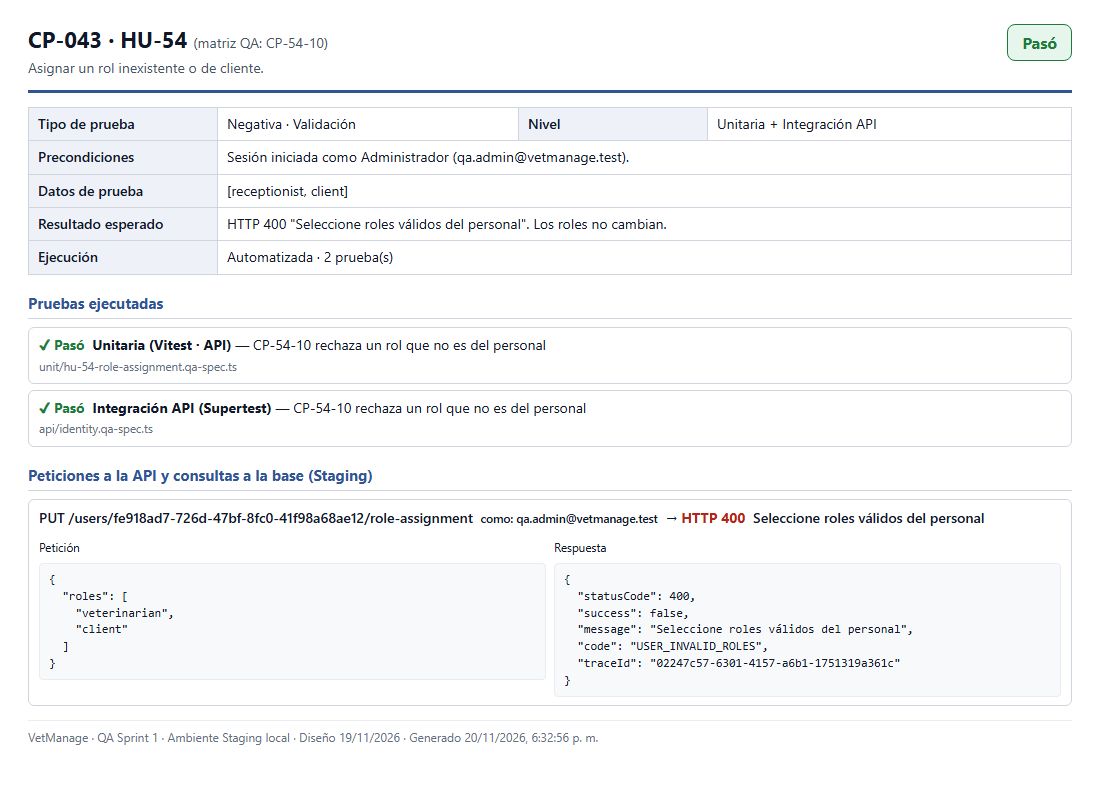 CP-043 · HU-54 (matriz QA: CP-54-10)
Pasó
Asignar un rol inexistente o de cliente.
Tipo de prueba Negativa · Validación Nivel Unitaria + Integración API
Precondiciones Sesión iniciada como Administrador (qa.admin@vetmanage.test).
Datos de prueba [receptionist, client]
Resultado esperado HTTP 400 "Seleccione roles válidos del personal". Los roles no cambian.
Ejecución Automatizada · 2 prueba(s)
Pruebas ejecutadas
✓ Pasó Unitaria (Vitest · API) — CP-54-10 rechaza un rol que no es del personal
unit/hu-54-role-assignment.qa-spec.ts
✓ Pasó Integración API (Supertest) — CP-54-10 rechaza un rol que no es del personal
api/identity.qa-spec.ts
Peticiones a la API y consultas a la base (Staging)
PUT /users/fe918ad7-726d-47bf-8fc0-41f98a68ae12/role-assignment como: qa.admin@vetmanage.test → HTTP 400 Seleccione roles válidos del personal
Petición
{
  "roles": [
    "veterinarian",
    "client"
  ]
}
Respuesta
{
  "statusCode": 400,
  "success": false,
  "message": "Seleccione roles válidos del personal",
  "code": "USER_INVALID_ROLES",
  "traceId": "02247c57-6301-4157-a6b1-1751319a361c"
}
VetManage · QA Sprint 1 · Ambiente Staging local · Diseño 19/11/2026 · Generado 20/11/2026, 6:32:56 p. m.